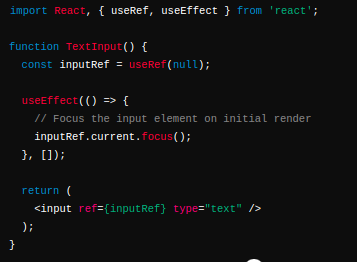 import React, { useRef, useEffect } from 'react';
function TextInput() {
const inputRef = useRef(null);
useEffect(() => {
// Focus the input element on initial render
inputRef.current.focus();
}, []);
return (
<input ref={inputRef} type="text" />
);
}